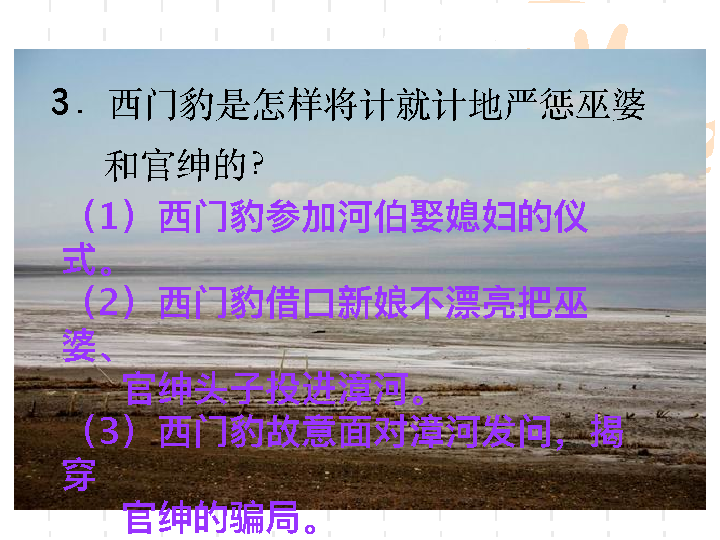 3．西门豹是怎样将计就计地严惩巫婆
和官绅的？
（1）西门豹参加河伯娶媳妇的仪
式。
（2）西门豹借口新娘不漂亮把巫
婆、
官绅头子投进漳河。
（3）西门豹故意面对漳河发问，揭
穿
官绅的骗局。